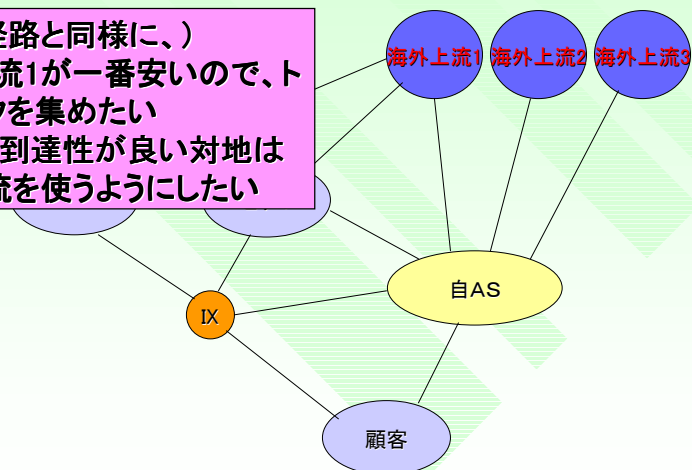 経路と同様に、)
流1が一番安いので、ト
クを集めたい
到達性が良い対地は
流を使うようにしたい
海外上流1
海外上流2
海外上流3
自AS
IX
顧客